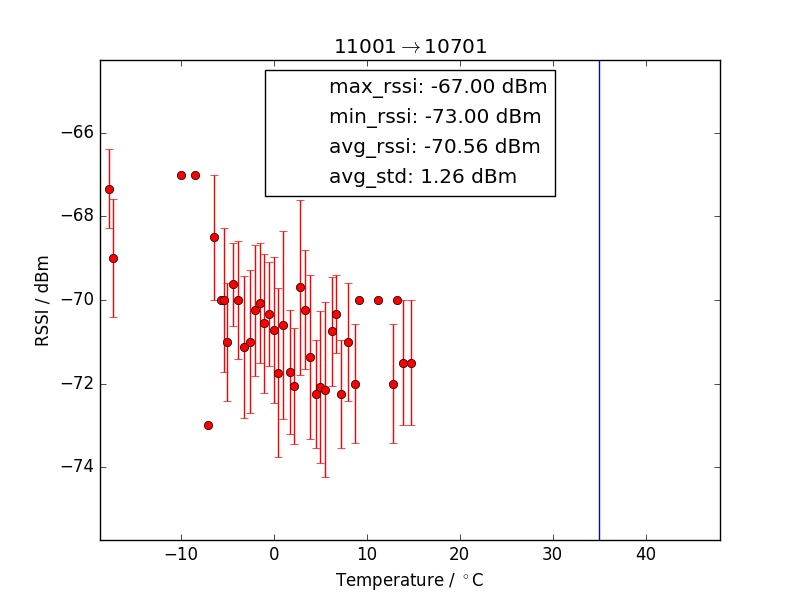 11001→10701
max_rssi: -67.00 dBm
min_rssi: -73.00 dBm
avg_rssi: -70.56 dBm
avg_std: 1.26 dBm
RSSI / dBm
−66
−68
−70
−72
−74
−10 0 10 20 30 40
Temperature / °C